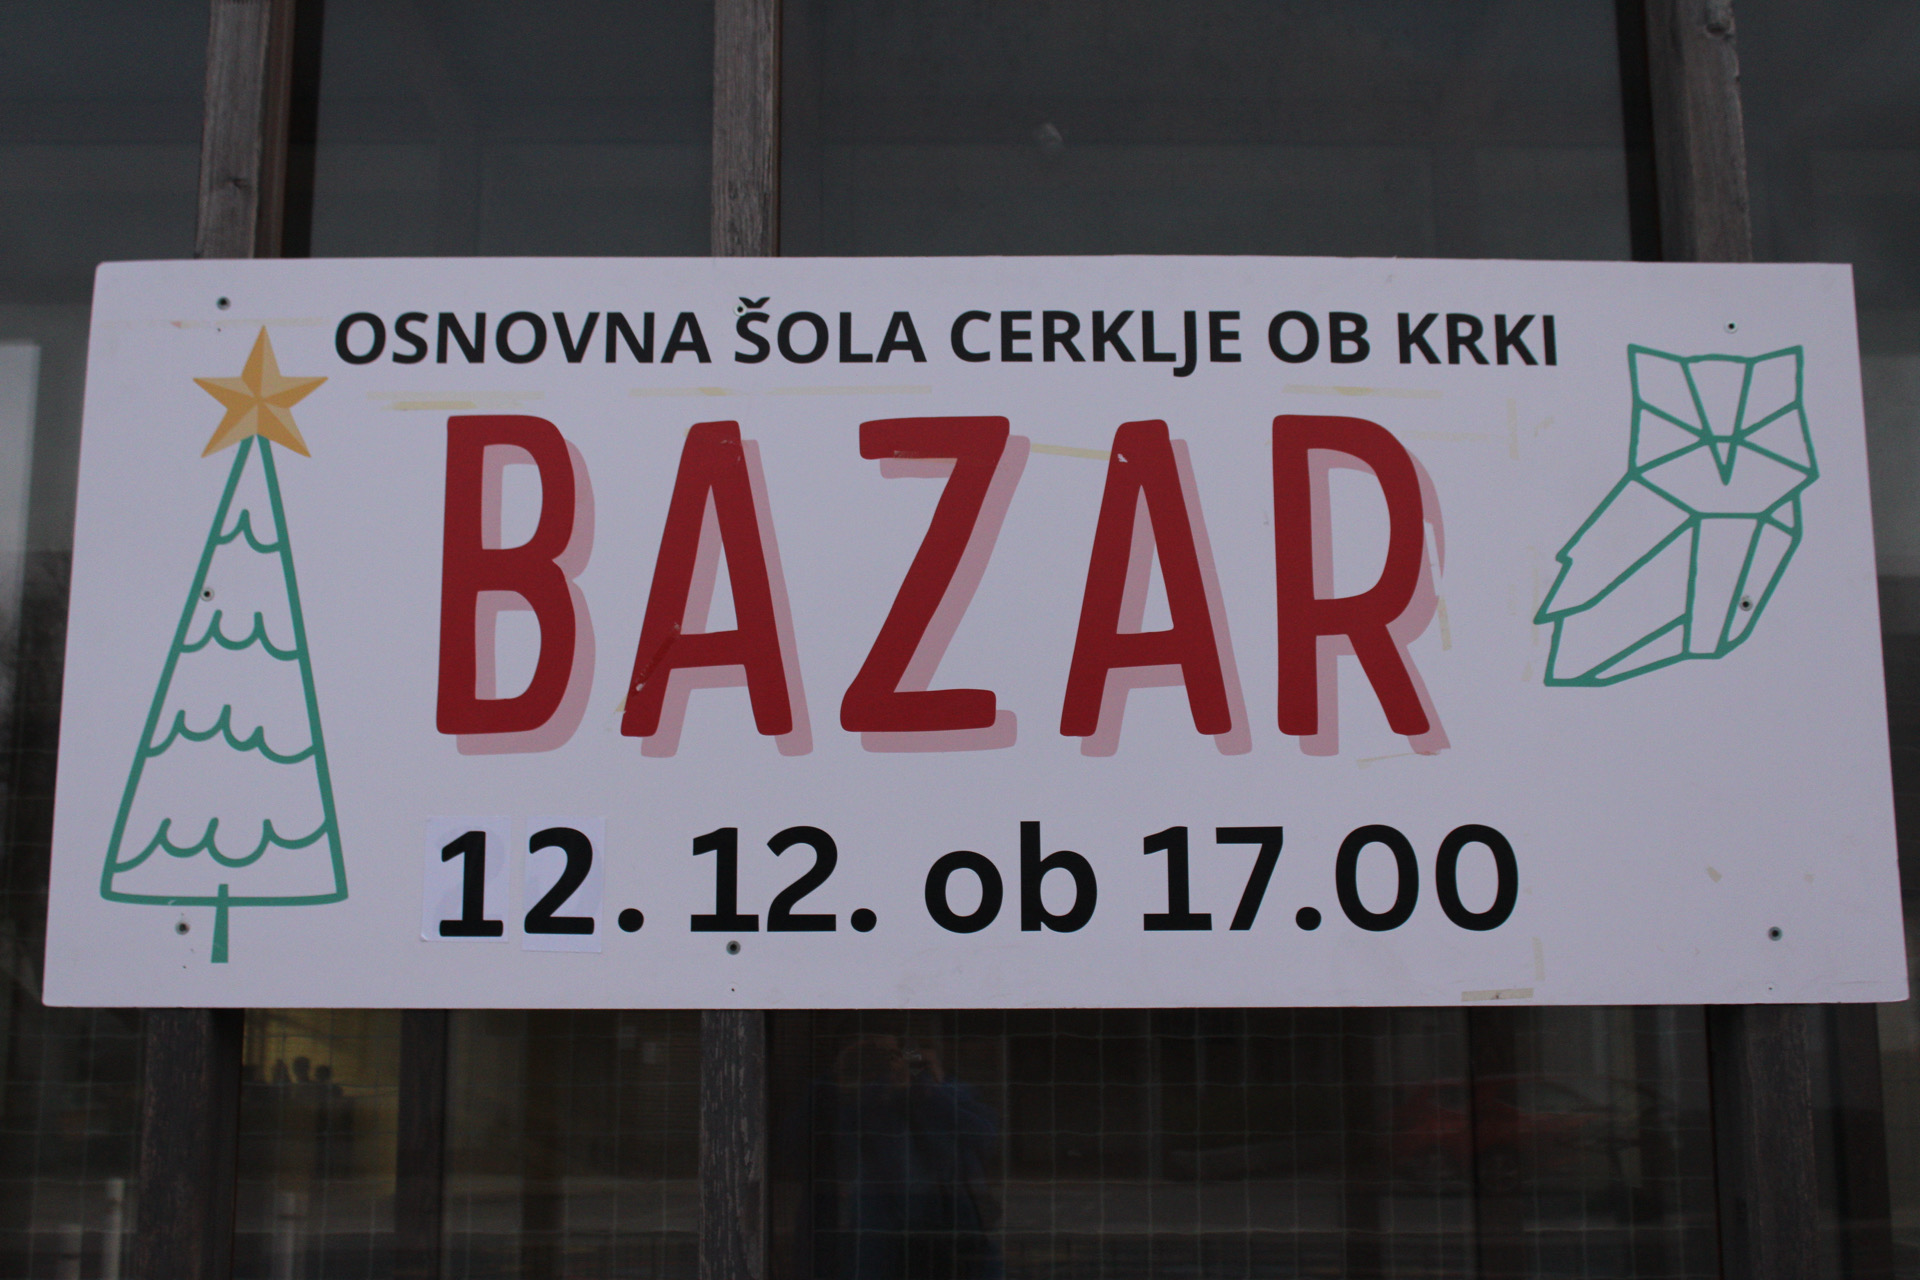 OSNOVNA ŠOLA CERKLJE OB KRKI
BAZAR
12. 12. ob 17.00